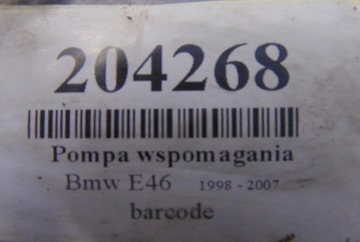 204268
Pompa wspomagania
Bmw E46 1998 - 2007
barcode